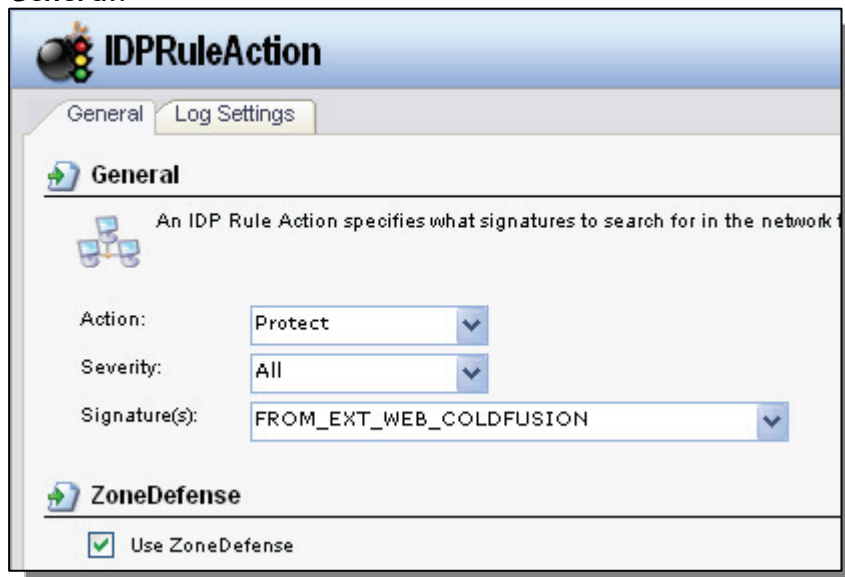 IDPRuleAction
General Log Settings
General
An IDP Rule Action specifies what signatures to search for in the network
Action: Protect
Severity: All
Signature(s): FROM_EXT_WEB_COLDFUSION
ZoneDefense
Use ZoneDefense